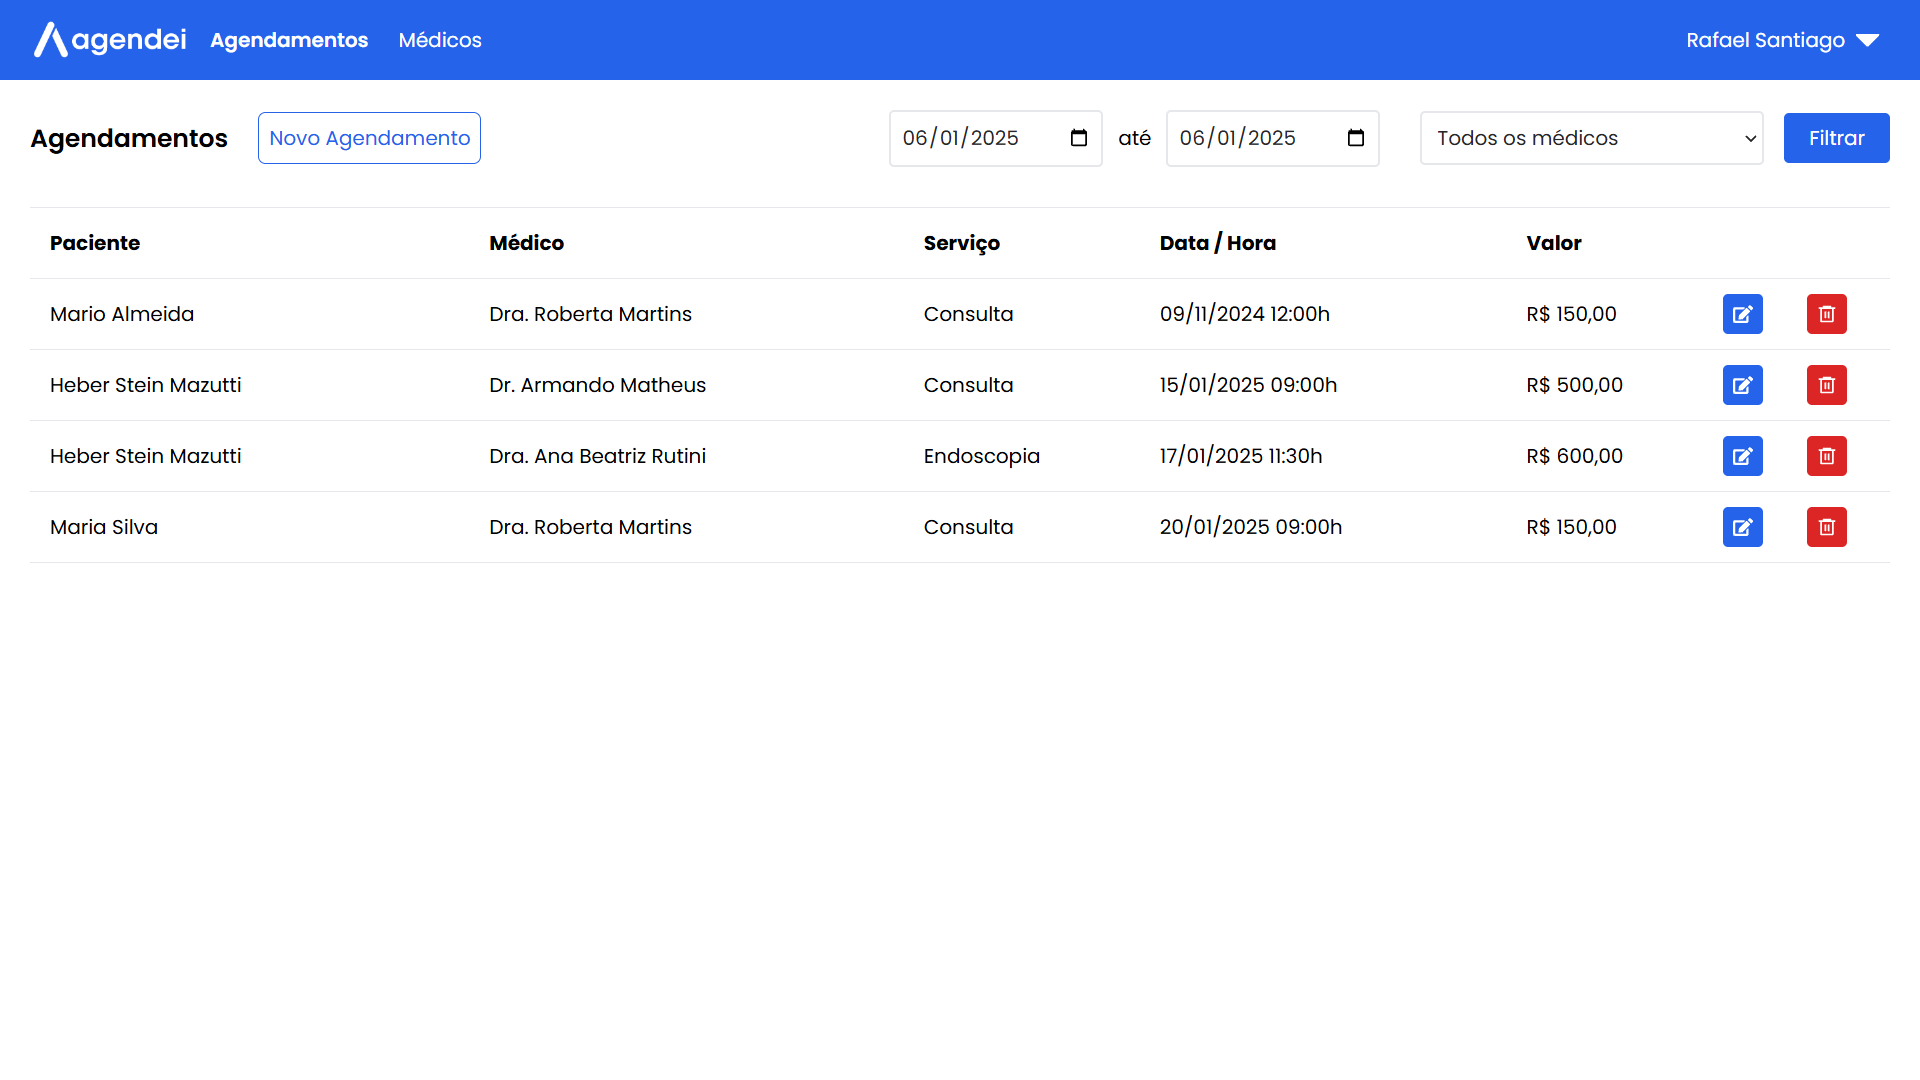 agendei Agendamentos Médicos Rafael Santiago
Agendamentos Novo Agendamento 06/01/2025 até 06/01/2025 Todos os médicos Filtrar
Paciente Médico Serviço Data / Hora Valor
Mario Almeida Dra. Roberta Martins Consulta 09/11/2024 12:00h R$ 150,00
Heber Stein Mazutti Dr. Armando Matheus Consulta 15/01/2025 09:00h R$ 500,00
Heber Stein Mazutti Dra. Ana Beatriz Rutini Endoscopia 17/01/2025 11:30h R$ 600,00
Maria Silva Dra. Roberta Martins Consulta 20/01/2025 09:00h R$ 150,00